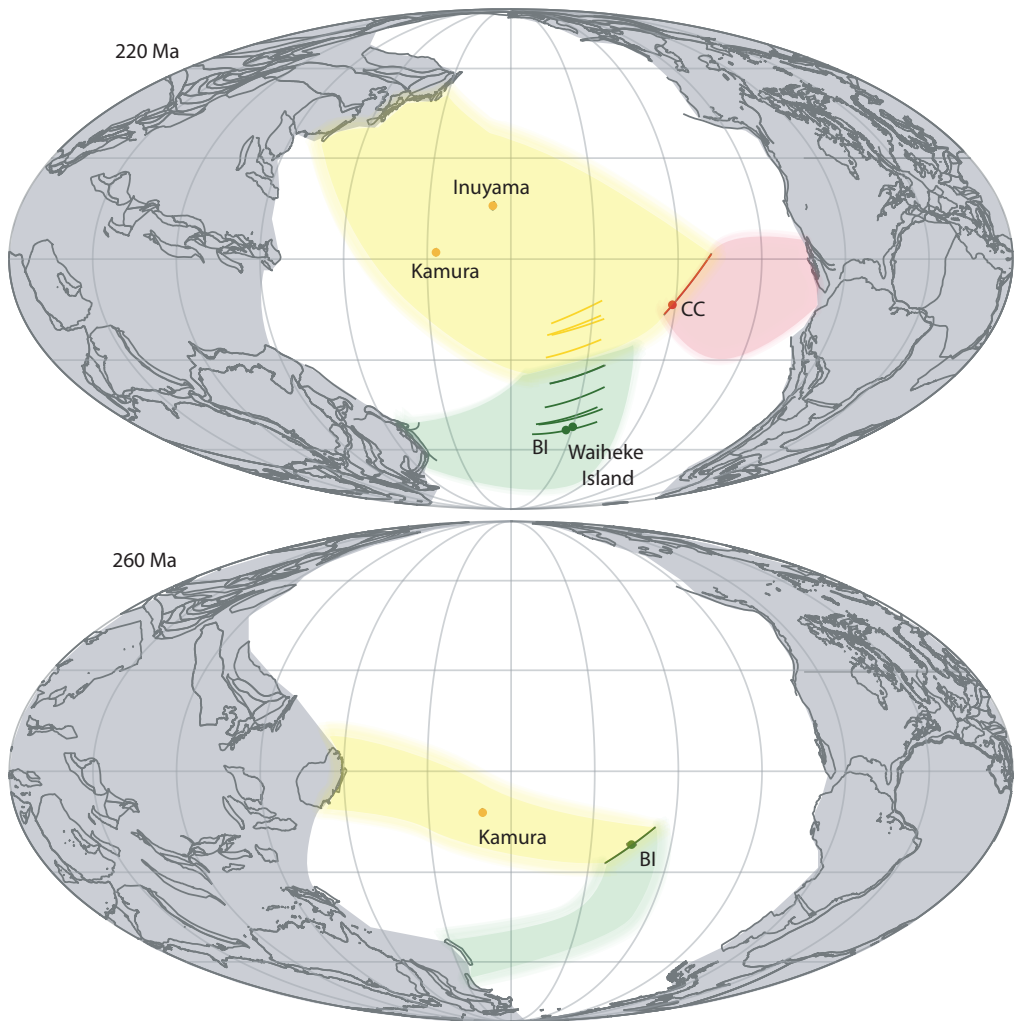 220 Ma
Inuyama
Kamura
CC
BI
Waiheke
Island
260 Ma
Kamura
BI